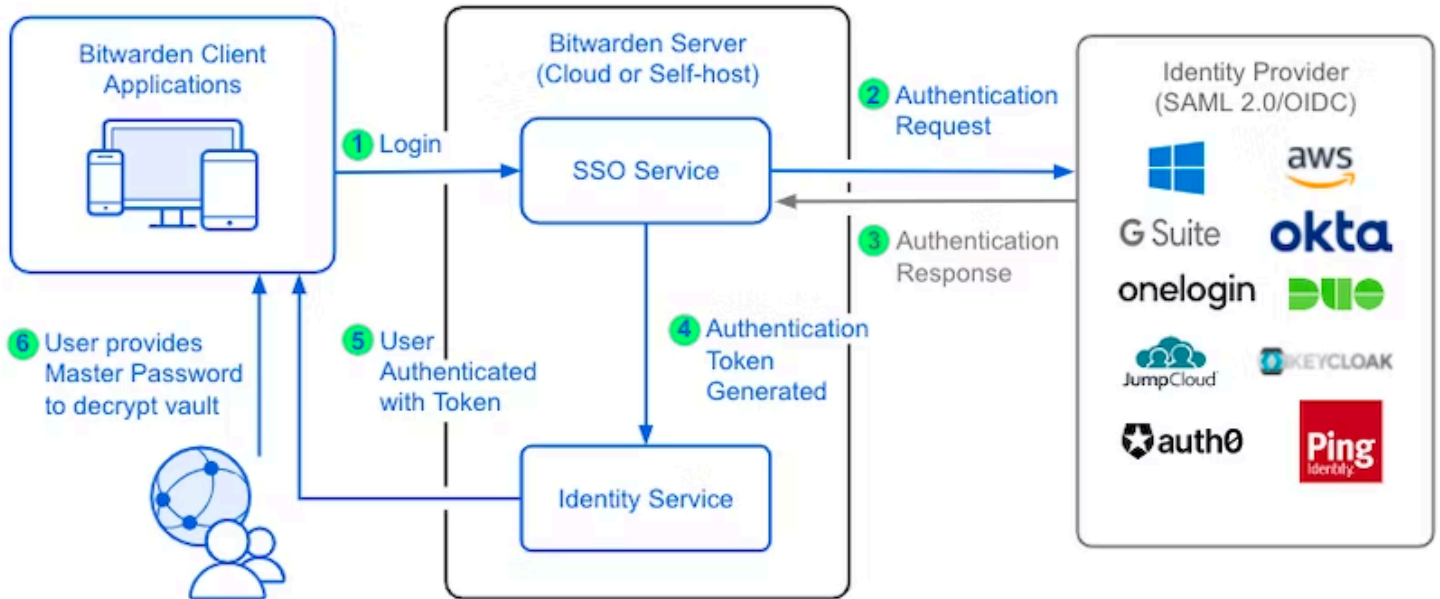 Bitwarden Client
Applications
Bitwarden Server
(Cloud or Self-host)
Identity Provider
(SAML 2.0/OIDC)
1 Login
SSO Service
2 Authentication
Request
3 Authentication
Response
aws
G Suite
okta
onelogin
DUO
JumpCloud
KEYCLOAK
auth0
Ping
Identity.
4 Authentication
Token
Generated
5 User
Authenticated
with Token
6 User provides
Master Password
to decrypt vault
Identity Service